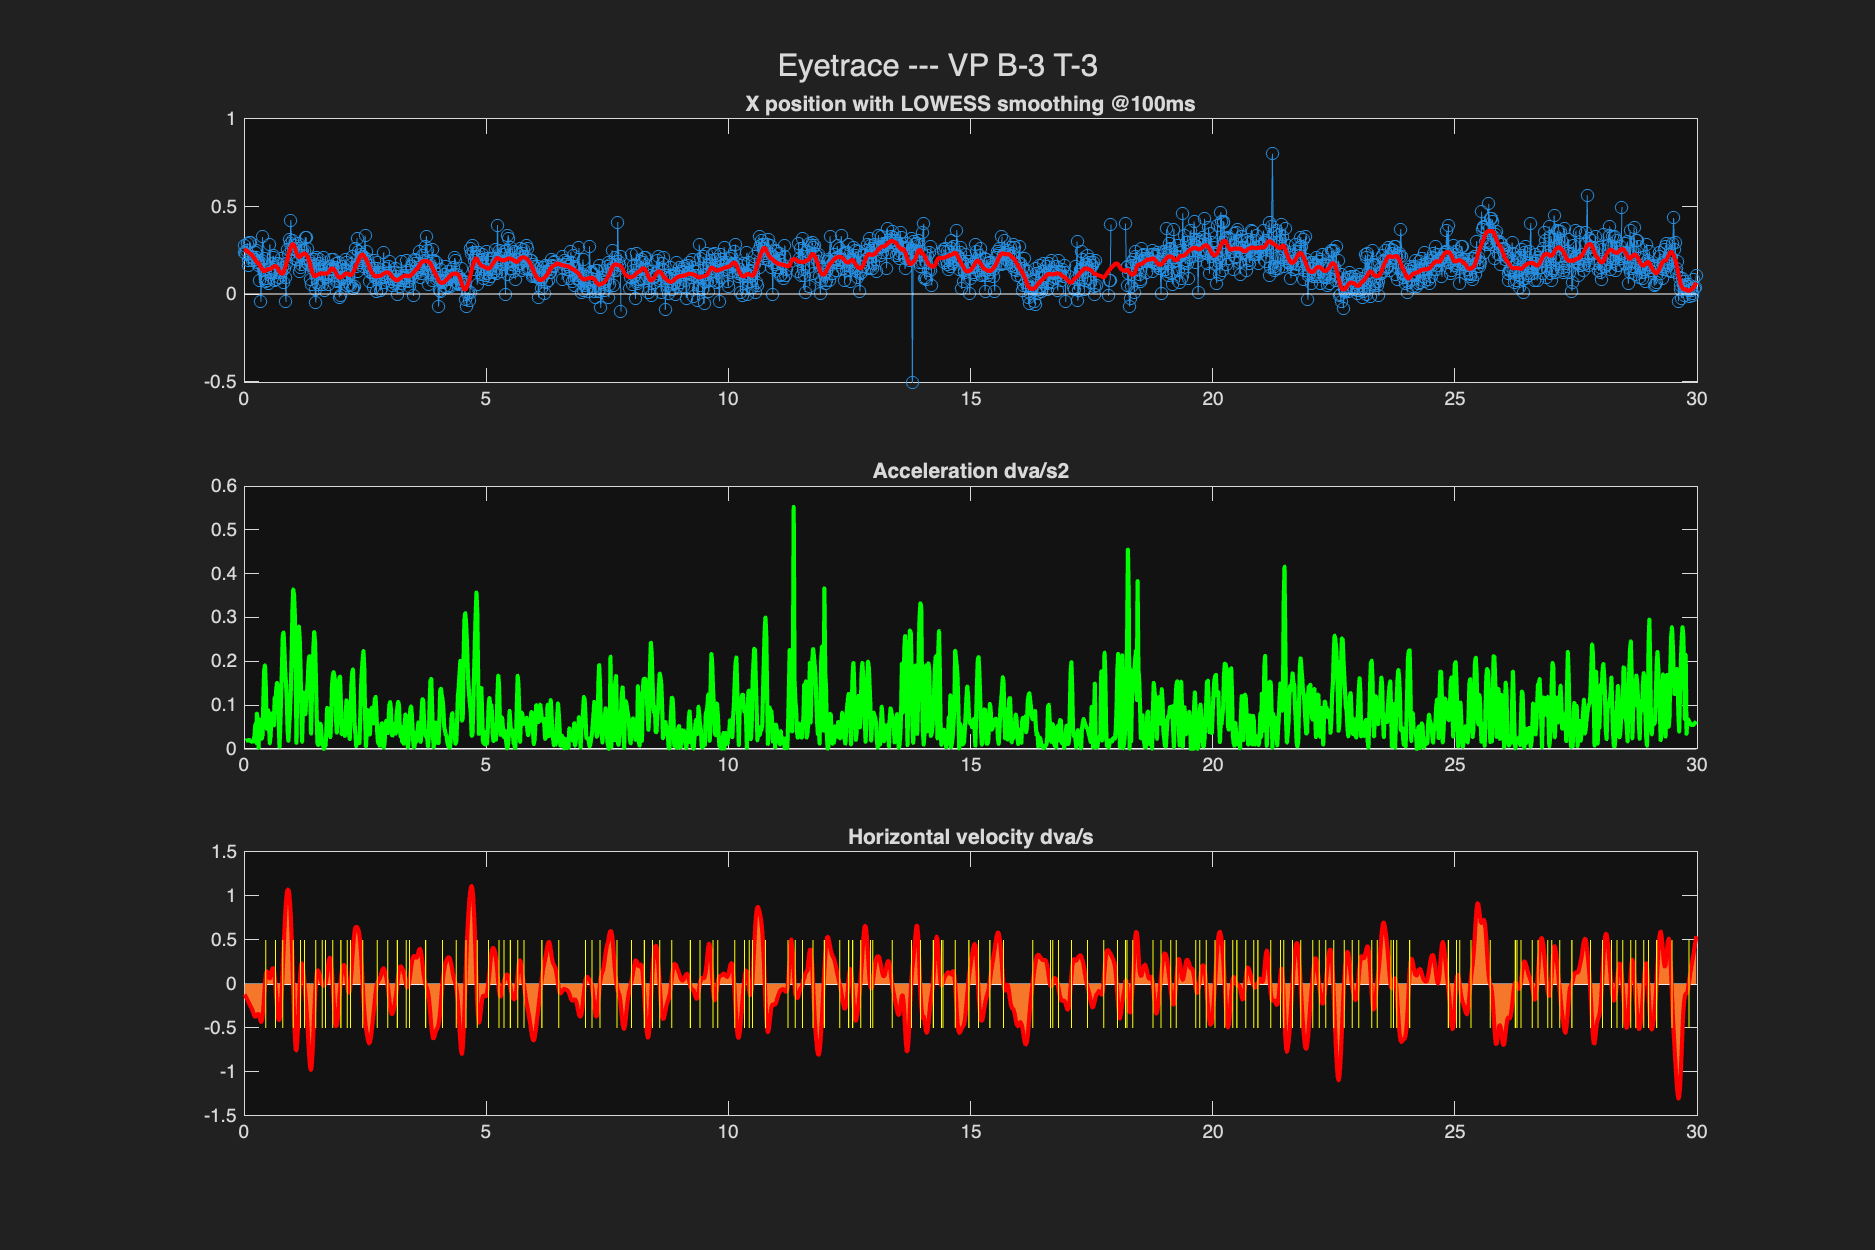 Eyetrace --- VP B-3 T-3
X position with LOWESS smoothing @100ms
1
0.5
0
-0.5
0 5 10 15 20 25 30
Acceleration dva/s2
0.6
0.5
0.4
0.3
0.2
0.1
0
0 5 10 15 20 25 30
Horizontal velocity dva/s
1.5
1
0.5
0
-0.5
-1
-1.5
0 5 10 15 20 25 30